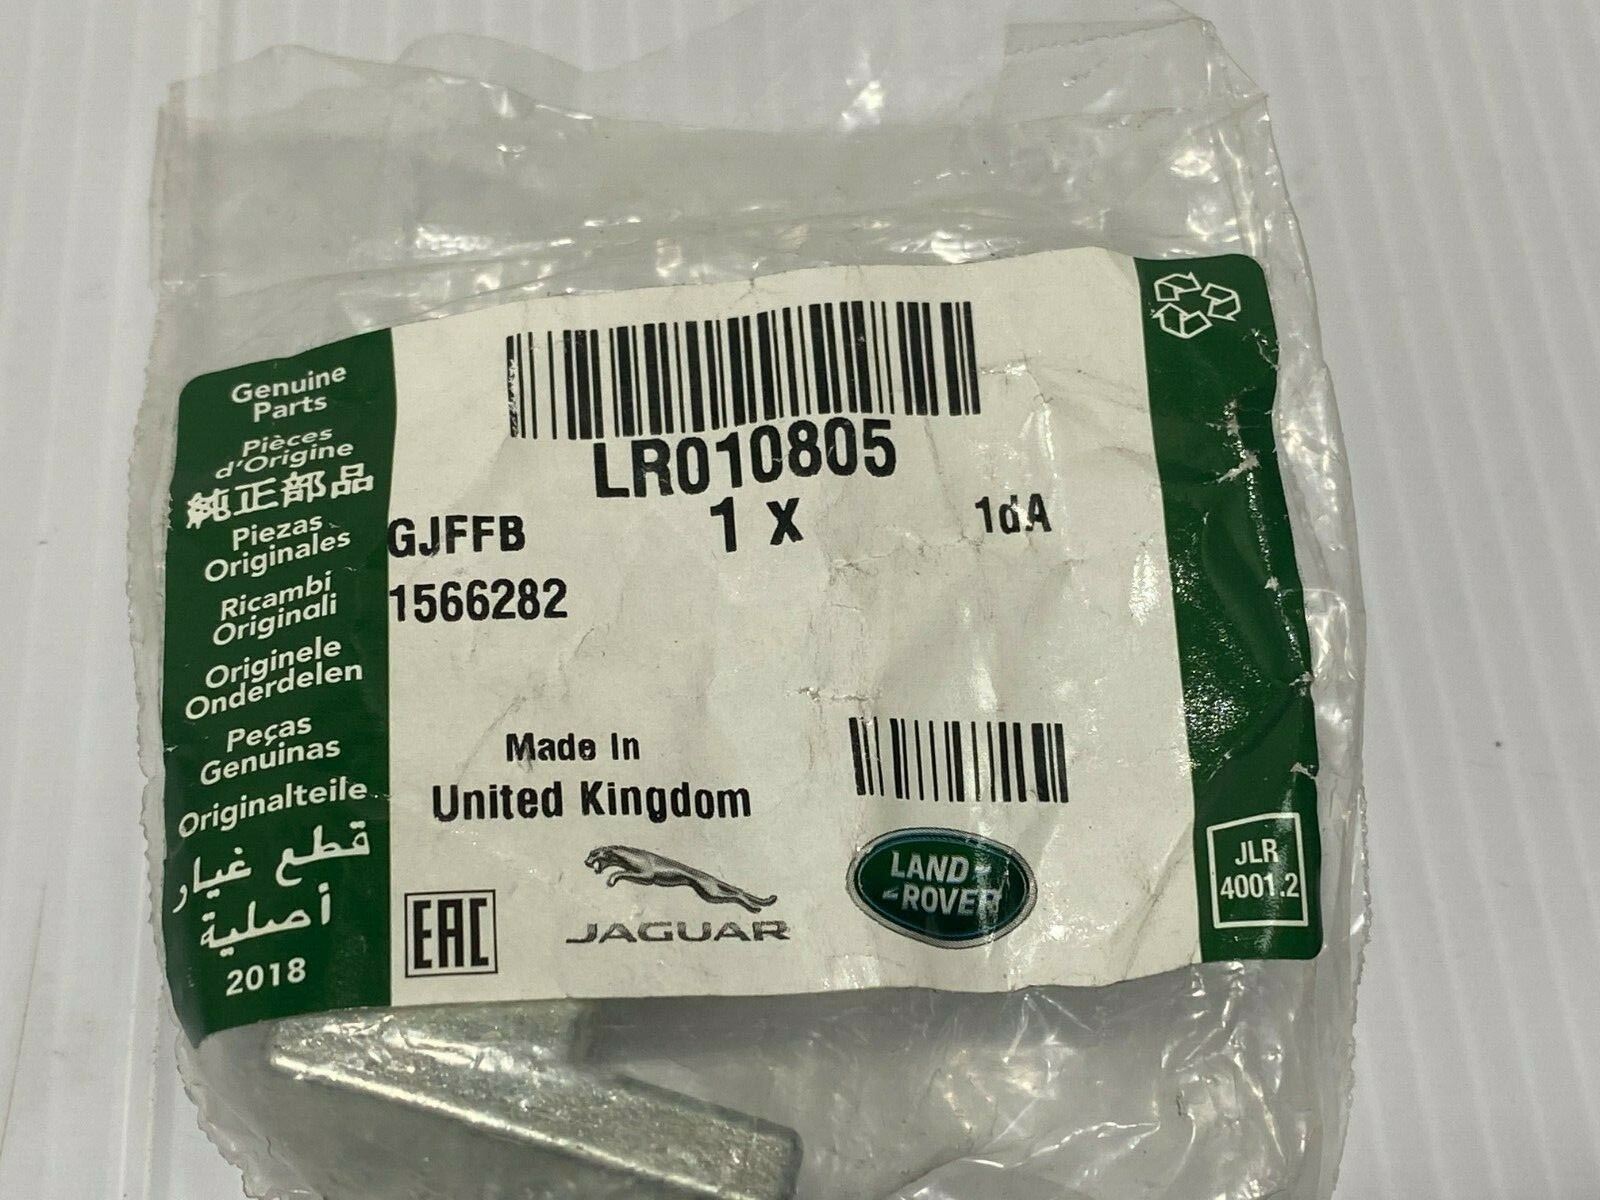 Genuine
Parts
Pièces
d'Origine
純正部品
Piezas
Originales
Ricambi
Originali
Originele
Onderdelen
Peças
Genuinas
Originalteile
قطع غيار
أصلية
2018
LR010805
1 X
1dA
GJFFB
1566282
Made In
United Kingdom
EAC
JAGUAR
LAND
ROVER
JLR
4001.2